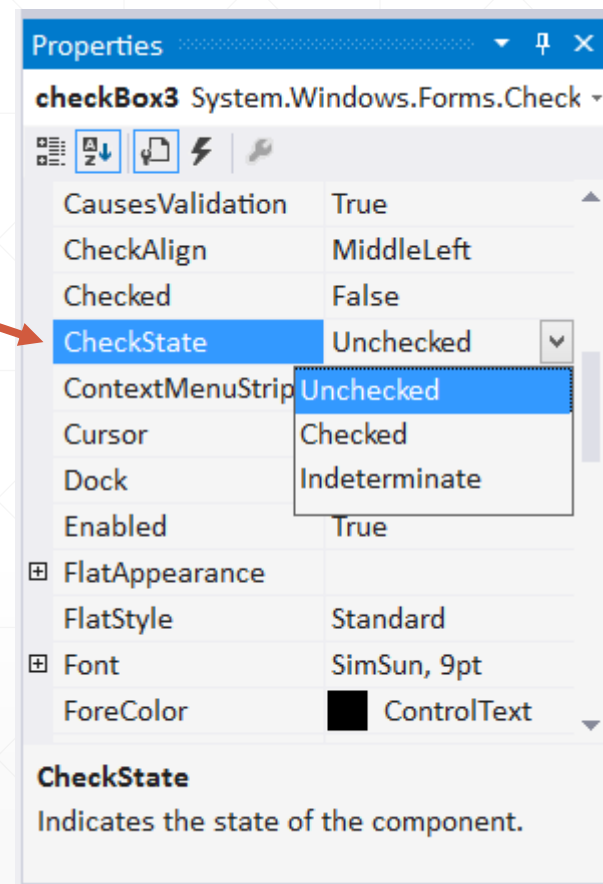 Properties
checkBox3 System.Windows.Forms.Check
CausesValidation True
CheckAlign MiddleLeft
Checked False
CheckState Unchecked
ContextMenuStrip Unchecked
Cursor Checked
Dock Indeterminate
Enabled True
FlatAppearance
FlatStyle Standard
Font SimSun, 9pt
ForeColor ControlText
CheckState
Indicates the state of the component.